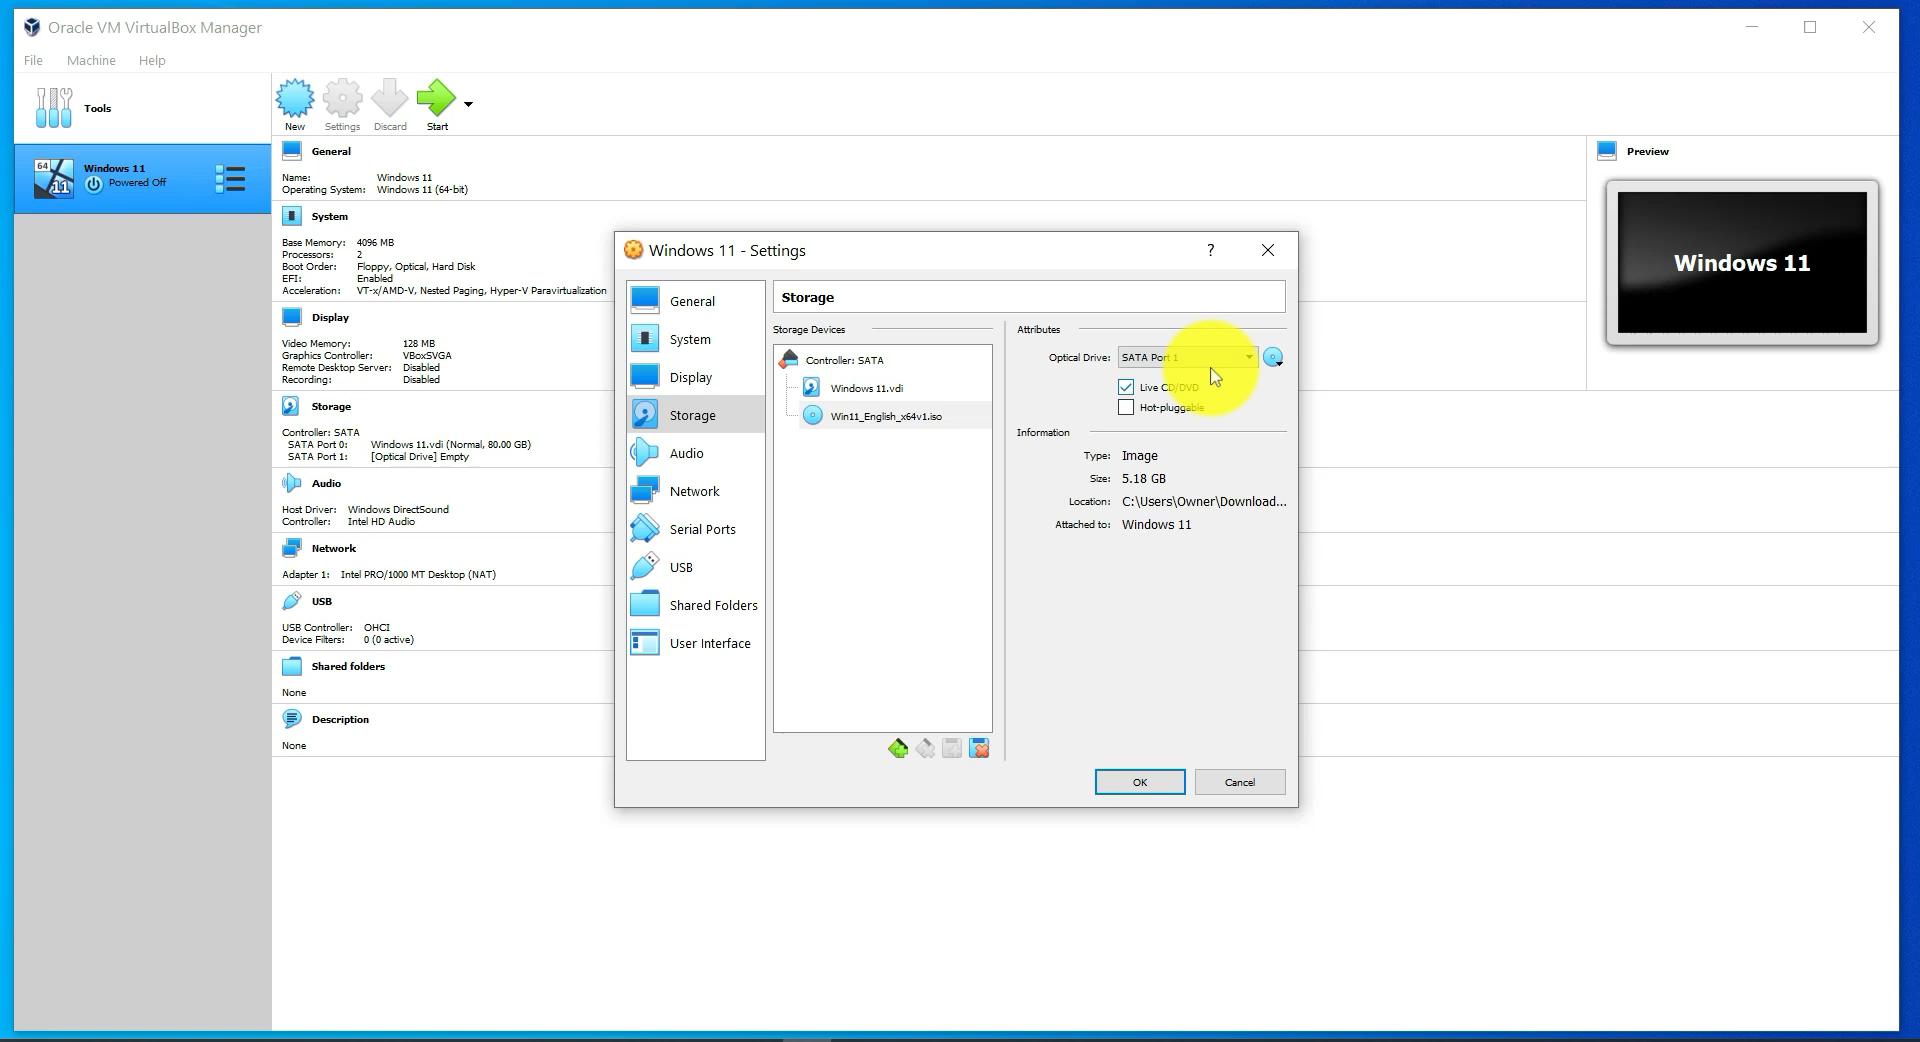 Oracle VM VirtualBox Manager
File Machine Help
Tools
New Settings Discard Start
64
11
Windows 11
Powered Off
General
Name: Windows 11
Operating System: Windows 11 (64-bit)
System
Base Memory: 4096 MB
Processors: 2
Boot Order: Floppy, Optical, Hard Disk
EFI: Enabled
Acceleration: VT-x/AMD-V, Nested Paging, Hyper-V Paravirtualization
Display
Video Memory: 128 MB
Graphics Controller: VBoxSVGA
Remote Desktop Server: Disabled
Recording: Disabled
Storage
Controller: SATA
SATA Port 0: Windows 11.vdi (Normal, 80.00 GB)
SATA Port 1: [Optical Drive] Empty
Audio
Host Driver: Windows DirectSound
Controller: Intel HD Audio
Network
Adapter 1: Intel PRO/1000 MT Desktop (NAT)
USB
USB Controller: OHCI
Device Filters: 0 (0 active)
Shared folders
None
Description
None
Preview
Windows 11
Windows 11 - Settings
?
General
System
Display
Storage
Audio
Network
Serial Ports
USB
Shared Folders
User Interface
Storage
Storage Devices
Controller: SATA
Windows 11.vdi
Win11_English_x64v1.iso
Attributes
Optical Drive: SATA Port 1
Live CD/DVD
Hot-pluggable
Information
Type: Image
Size: 5.18 GB
Location: C:\Users\Owner\Download...
Attached to: Windows 11
OK Cancel